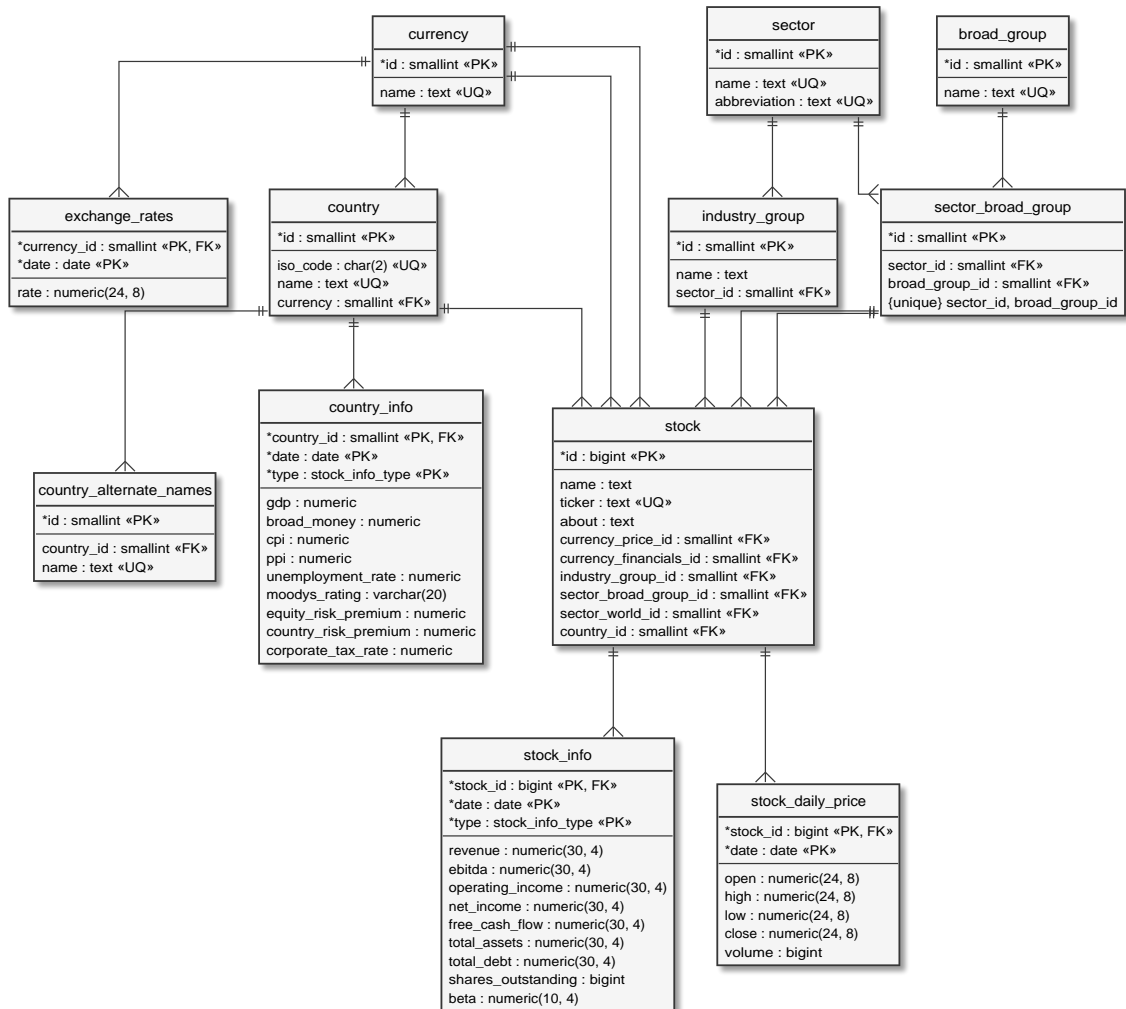 currency
*id : smallint «PK»
name : text «UQ»
sector
*id : smallint «PK»
name : text «UQ»
abbreviation : text «UQ»
broad_group
*id : smallint «PK»
name : text «UQ»
exchange_rates
*currency_id : smallint «PK, FK»
*date : date «PK»
rate : numeric(24, 8)
country
*id : smallint «PK»
iso_code : char(2) «UQ»
name : text «UQ»
currency : smallint «FK»
industry_group
*id : smallint «PK»
name : text
sector_id : smallint «FK»
sector_broad_group
*id : smallint «PK»
sector_id : smallint «FK»
broad_group_id : smallint «FK»
{unique} sector_id, broad_group_id
country_alternate_names
*id : smallint «PK»
country_id : smallint «FK»
name : text «UQ»
country_info
*country_id : smallint «PK, FK»
*date : date «PK»
*type : stock_info_type «PK»
gdp : numeric
broad_money : numeric
cpi : numeric
ppi : numeric
unemployment_rate : numeric
moodys_rating : varchar(20)
equity_risk_premium : numeric
country_risk_premium : numeric
corporate_tax_rate : numeric
stock
*id : bigint «PK»
name : text
ticker : text «UQ»
about : text
currency_price_id : smallint «FK»
currency_financials_id : smallint «FK»
industry_group_id : smallint «FK»
sector_broad_group_id : smallint «FK»
sector_world_id : smallint «FK»
country_id : smallint «FK»
stock_info
*stock_id : bigint «PK, FK»
*date : date «PK»
*type : stock_info_type «PK»
revenue : numeric(30, 4)
ebitda : numeric(30, 4)
operating_income : numeric(30, 4)
net_income : numeric(30, 4)
free_cash_flow : numeric(30, 4)
total_assets : numeric(30, 4)
total_debt : numeric(30, 4)
shares_outstanding : bigint
beta : numeric(10, 4)
stock_daily_price
*stock_id : bigint «PK, FK»
*date : date «PK»
open : numeric(24, 8)
high : numeric(24, 8)
low : numeric(24, 8)
close : numeric(24, 8)
volume : bigint